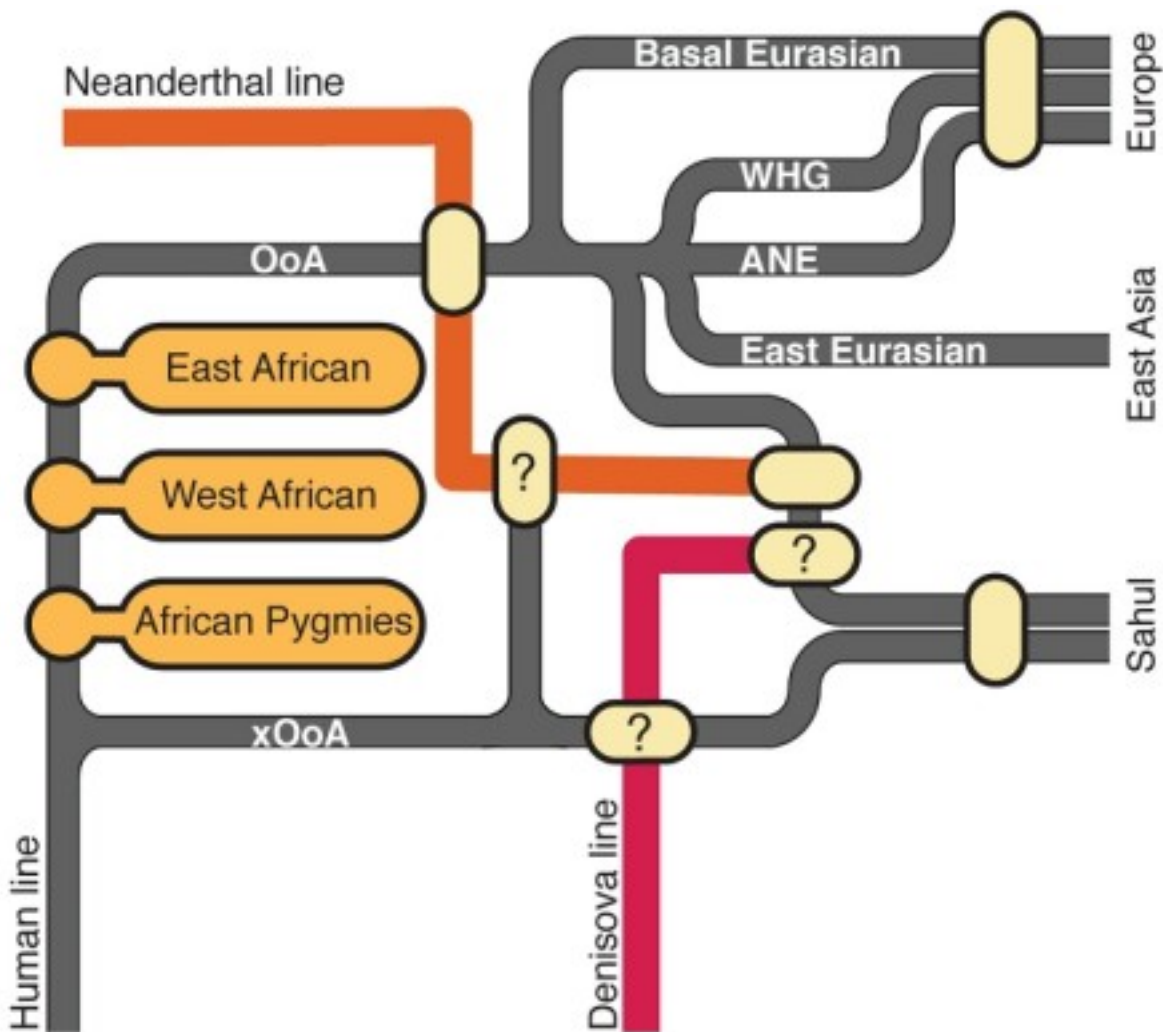 Basal Eurasian
Europe
Neanderthal line
WHG
OoA
ANE
East Asia
East Eurasian
East African
?
West African
?
African Pygmies
Sahul
xOoA
?
Human line
Denisova line